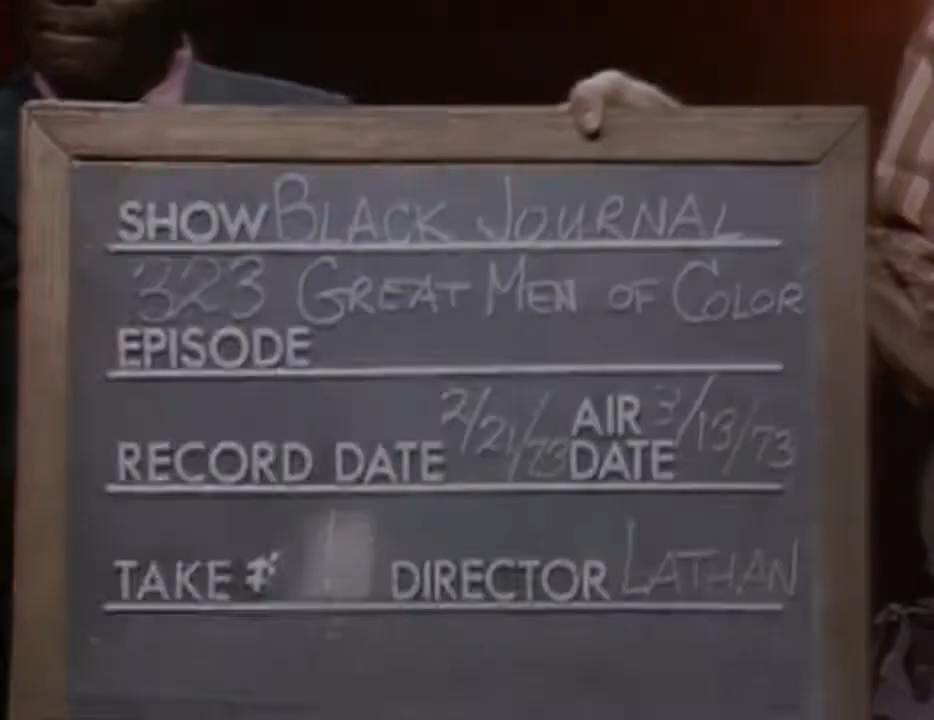 SHOW BLACK JOURNAL
323 GREAT MEN OF COLOR
EPISODE
RECORD DATE 2/21/73 AIR DATE 3/13/73
TAKE # 1 DIRECTOR LATHAN